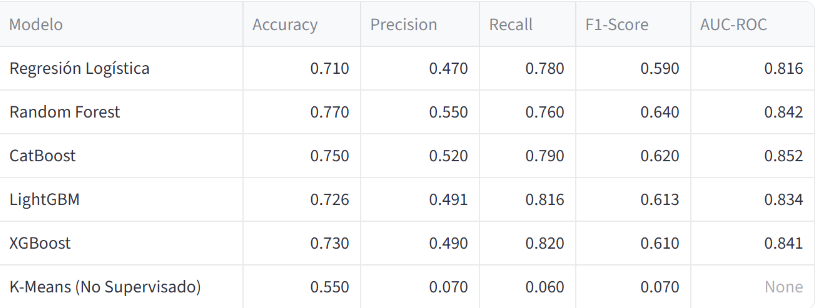 Modelo Accuracy Precision Recall F1-Score AUC-ROC
Regresión Logística 0.710 0.470 0.780 0.590 0.816
Random Forest 0.770 0.550 0.760 0.640 0.842
CatBoost 0.750 0.520 0.790 0.620 0.852
LightGBM 0.726 0.491 0.816 0.613 0.834
XGBoost 0.730 0.490 0.820 0.610 0.841
K-Means (No Supervisado) 0.550 0.070 0.060 0.070 None